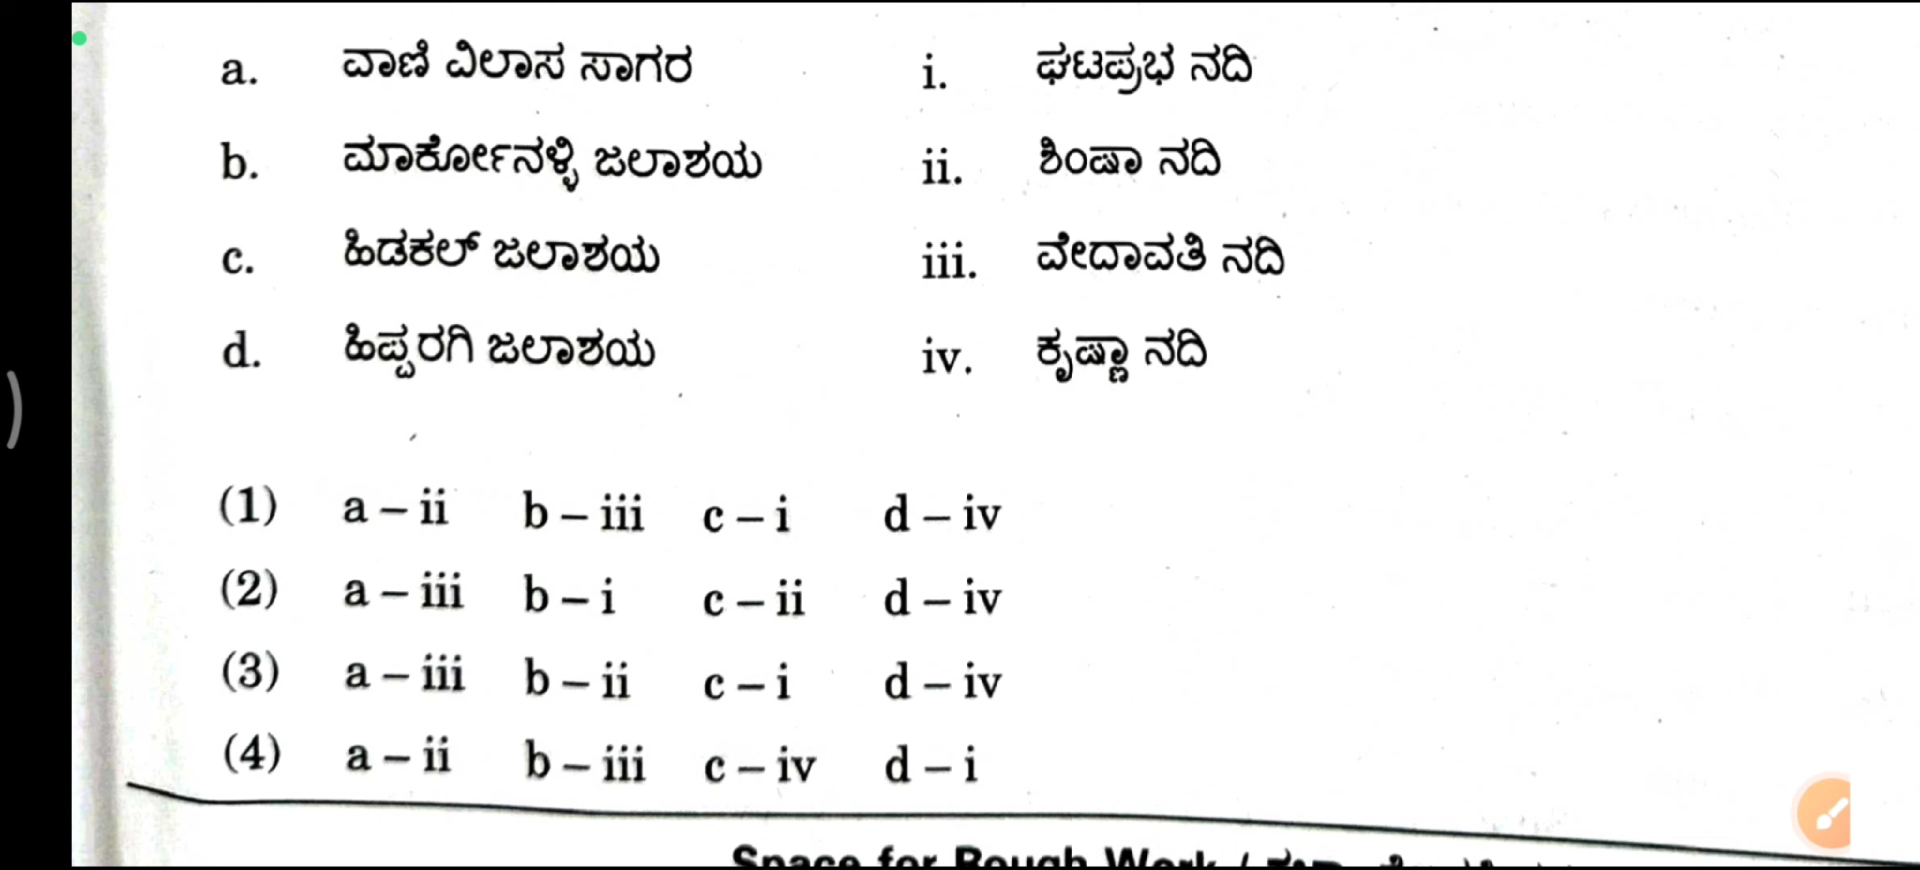 a. ವಾಣಿ ವಿಲಾಸ ಸಾಗರ i. ಘಟಪ್ರಭ ನದಿ
b. ಮಾರ್ಕೋನಳ್ಳಿ ಜಲಾಶಯ ii. ಶಿಂಷಾ ನದಿ
c. ಹಿಡಕಲ್ ಜಲಾಶಯ iii. ವೇದಾವತಿ ನದಿ
d. ಹಿಪ್ಪರಗಿ ಜಲಾಶಯ iv. ಕೃಷ್ಣಾ ನದಿ
(1) a – ii b – iii c – i d – iv
(2) a – iii b – i c – ii d – iv
(3) a – iii b – ii c – i d – iv
(4) a – ii b – iii c – iv d – i
Space for Rough Work /